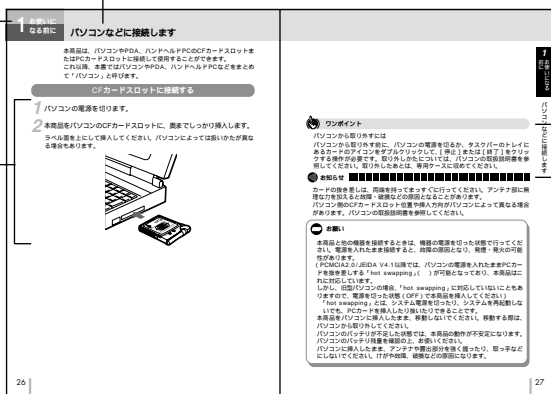 1 お使いに
なる前に
パソコンなどに接続します
本商品は、パソコンやPDA、ハンドヘルドPCのCFカードスロットま
たはPCカードスロットに接続して使用することができます。
これ以降、本書ではパソコンやPDA、ハンドヘルドPCなどをまとめ
て「パソコン」と呼びます。
CFカードスロットに接続する
1 パソコンの電源を切ります。
2 本商品をパソコンのCFカードスロットに、奥までしっかり挿入します。
ラベル面を上にして挿入してください。パソコンによっては扱いかたが異な
る場合もあります。
26
ワンポイント
パソコンから取り外すには
パソコンから取り外す前に、パソコンの電源を切るか、タスクバーのトレイに
あるカードのアイコンをダブルクリックして、[停止]または[終了]をクリッ
クする操作が必要です。取り外しかたについては、パソコンの取扱説明書を参
照してください。取り外したあとは、専用ケースに収めてください。
お知らせ
カードの抜き差しは、両端を持ってまっすぐに行ってください。アンテナ部に無
理な力を加えると故障・破損などの原因となることがあります。
パソコン側のCFカードスロット位置や挿入方向がパソコンによって異なる場合
があります。パソコンの取扱説明書を参照してください。
お願い
本商品と他の機器を接続するときは、機器の電源を切った状態で行ってくだ
さい。電源を入れたまま接続すると、故障の原因となり、発煙・発火の可能
性があります。
(PCMCIA2.0/JEIDA V4.1以降では、パソコンの電源を入れたままPCカー
ドを抜き差しする「hot swapping」( )が可能となっており、本商品はこ
れに対応しています。
しかし、旧型パソコンの場合、「hot swapping」に対応していないこともあ
りますので、電源を切った状態(OFF)で本商品を挿入してください)
「hot swapping」とは、システム電源を切ったり、システムを再起動しな
いでも、PCカードを挿入したり抜いたりできることです。
本商品をパソコンに挿入したまま、移動しないでください。移動する際は、
パソコンから取り外してください。
パソコンのバッテリが不足した状態では、本商品の動作が不安定になります。
パソコンのバッテリ残量を確認の上、お使いください。
パソコンに挿入したまま、アンテナや露出部分を強く握ったり、取っ手など
にしないでください。けがや故障、破損などの原因になります。
1
お使いになる
前に
パソコンなどに接続します
27